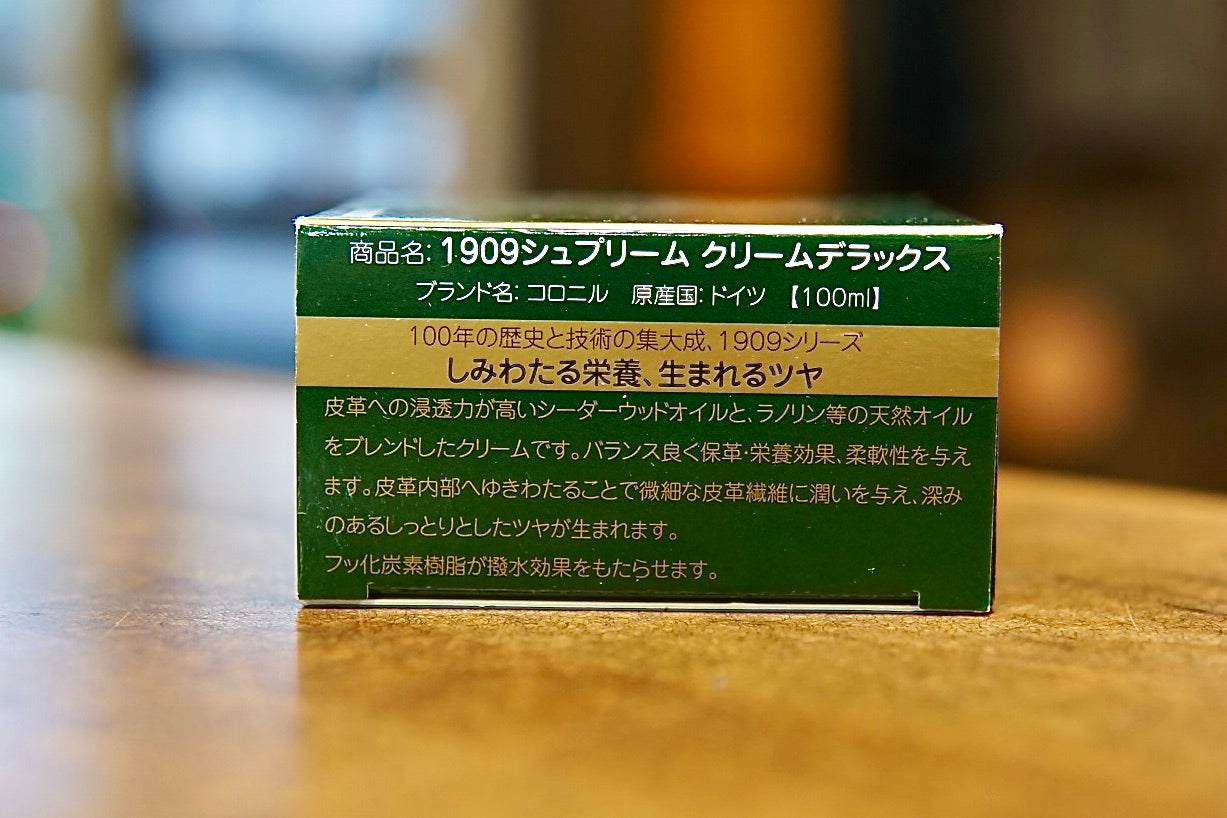 商品名: 1909シュプリーム クリームデラックス
ブランド名: コロニル 原産国: ドイツ 【100ml】
100年の歴史と技術の集大成、1909シリーズ
しみわたる栄養、生まれるツヤ
皮革への浸透力が高いシーダーウッドオイルと、ラノリン等の天然オイル
をブレンドしたクリームです。バランス良く保革・栄養効果、柔軟性を与え
ます。皮革内部へゆきわたることで微細な皮革繊維に潤いを与え、深み
のあるしっとりとしたツヤが生まれます。
フッ化炭素樹脂が撥水効果をもたらせます。